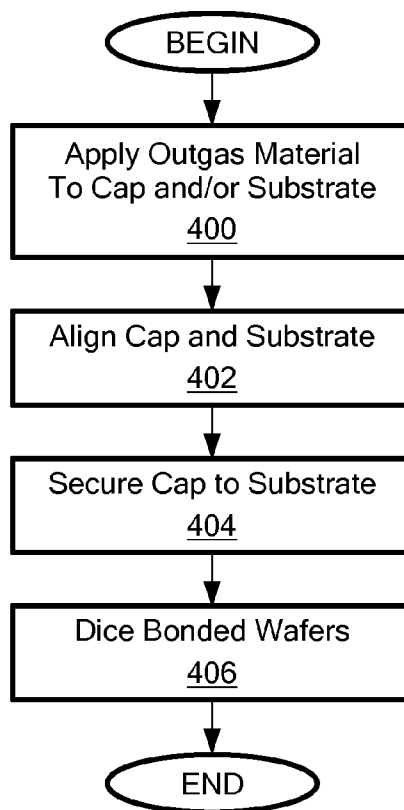 BEGIN
Apply Outgas Material
To Cap and/or Substrate
400
Align Cap and Substrate
402
Secure Cap to Substrate
404
Dice Bonded Wafers
406
END